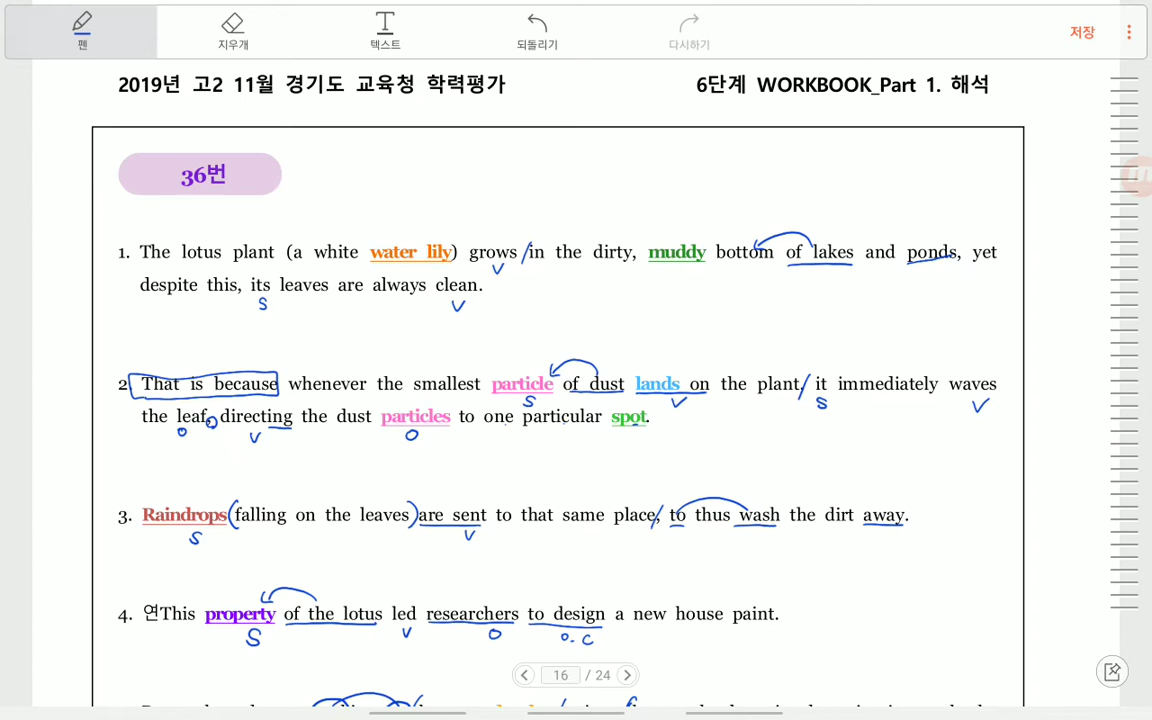 펜 지우개 텍스트 되돌리기 다시하기 저장
2019년 고2 11월 경기도 교육청 학력평가 6단계 WORKBOOK_Part 1. 해석
36번
1. The lotus plant (a white water lily) grows in the dirty, muddy bottom of lakes and ponds, yet
V
despite this, its leaves are always clean.
S V
2. That is because whenever the smallest particle of dust lands on the plant, it immediately waves
S V S V
the leaf, directing the dust particles to one particular spot.
O V O
3. Raindrops (falling on the leaves) are sent to that same place, to thus wash the dirt away.
S V
4. 연This property of the lotus led researchers to design a new house paint.
S V O O.C
16 / 24